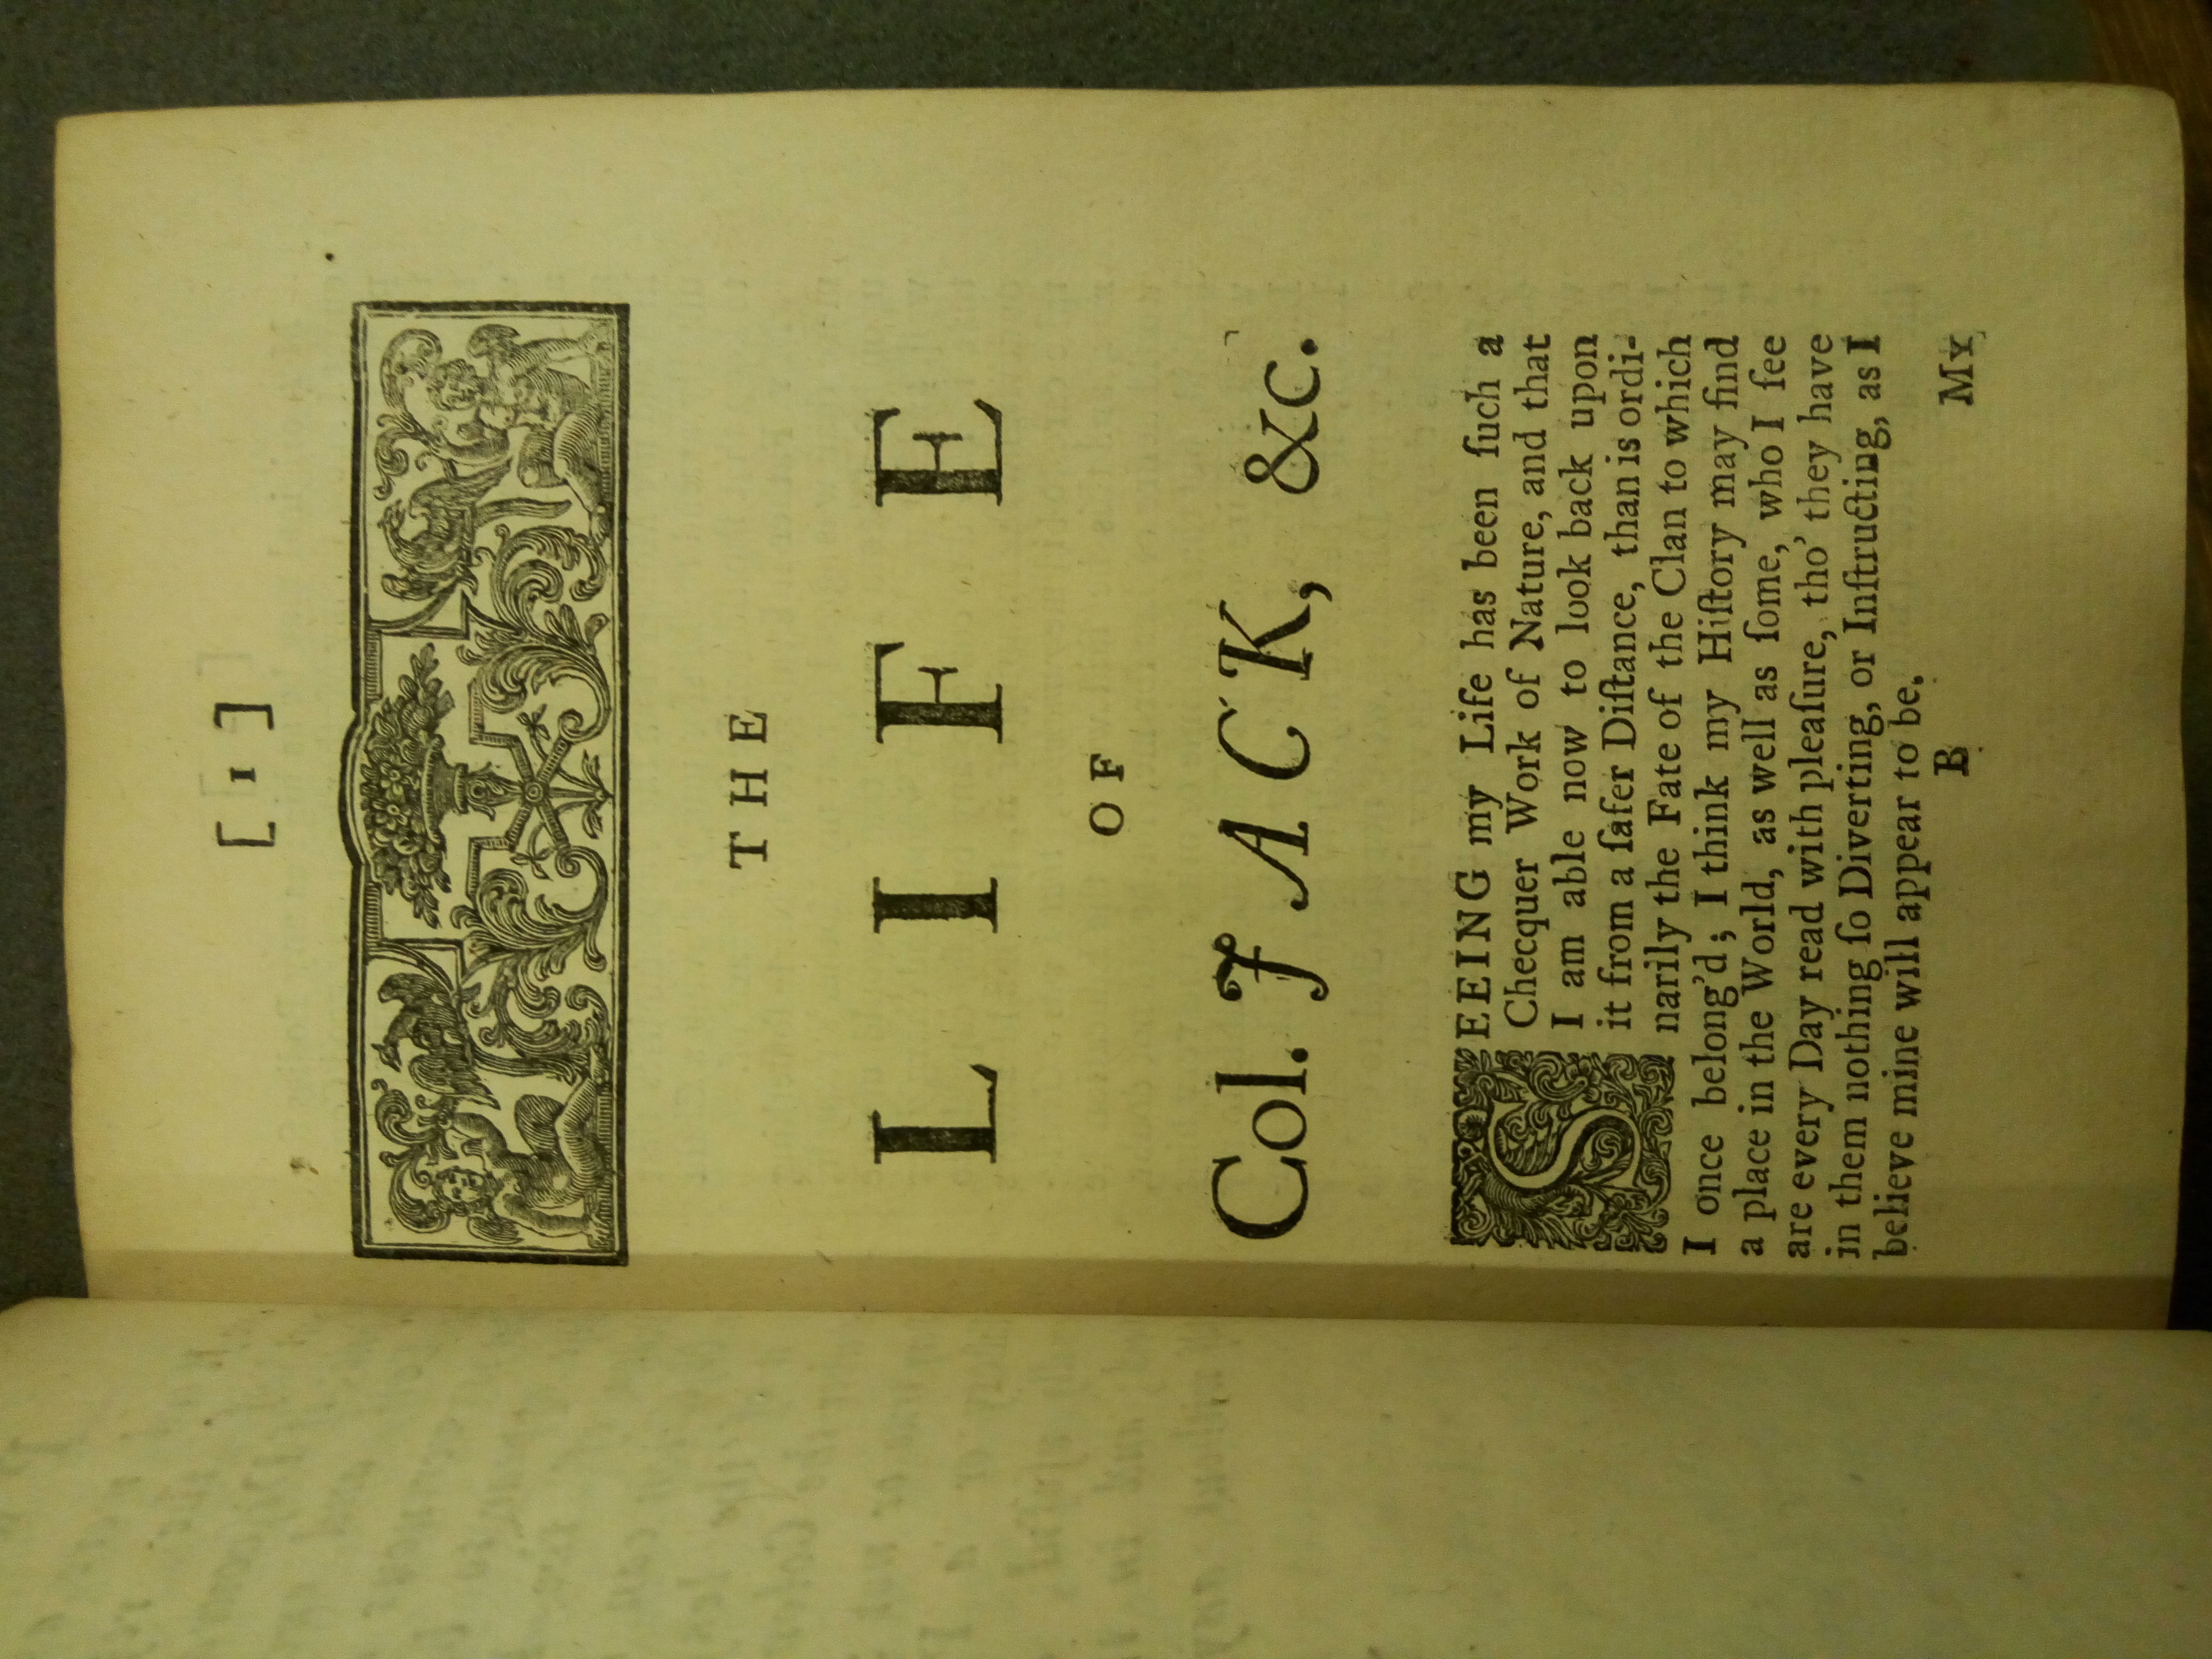 [ 1 ]
THE
LIFE
OF
Col. JACK, &c.
SEEING my Life has been ſuch a
Checquer Work of Nature, and that
I am able now to look back upon
it from a ſafer Diſtance, than is ordi-
narily the Fate of the Clan to which
I once belong'd; I think my Hiſtory may find
a place in the World, as well as ſome, who I ſee
are every Day read with pleaſure, tho' they have
in them nothing ſo Diverting, or Inſtructing, as I
believe mine will appear to be.
B
MY